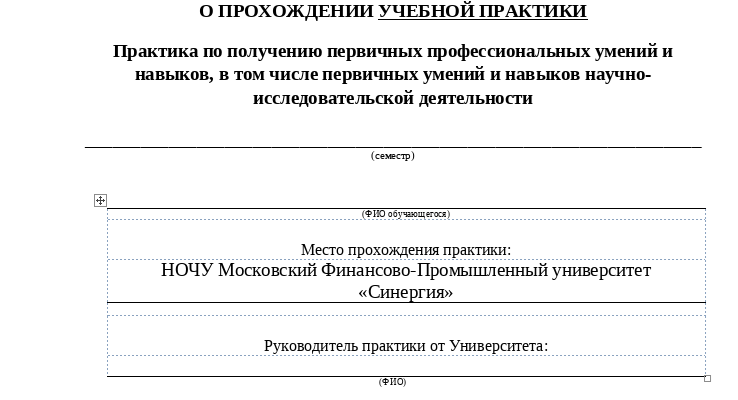 О ПРОХОЖДЕНИИ УЧЕБНОЙ ПРАКТИКИ
Практика по получению первичных профессиональных умений и
навыков, в том числе первичных умений и навыков научно-
исследовательской деятельности
(семестр)
(ФИО обучающегося)
Место прохождения практики:
НОЧУ Московский Финансово-Промышленный университет
«Синергия»
Руководитель практики от Университета:
(ФИО)